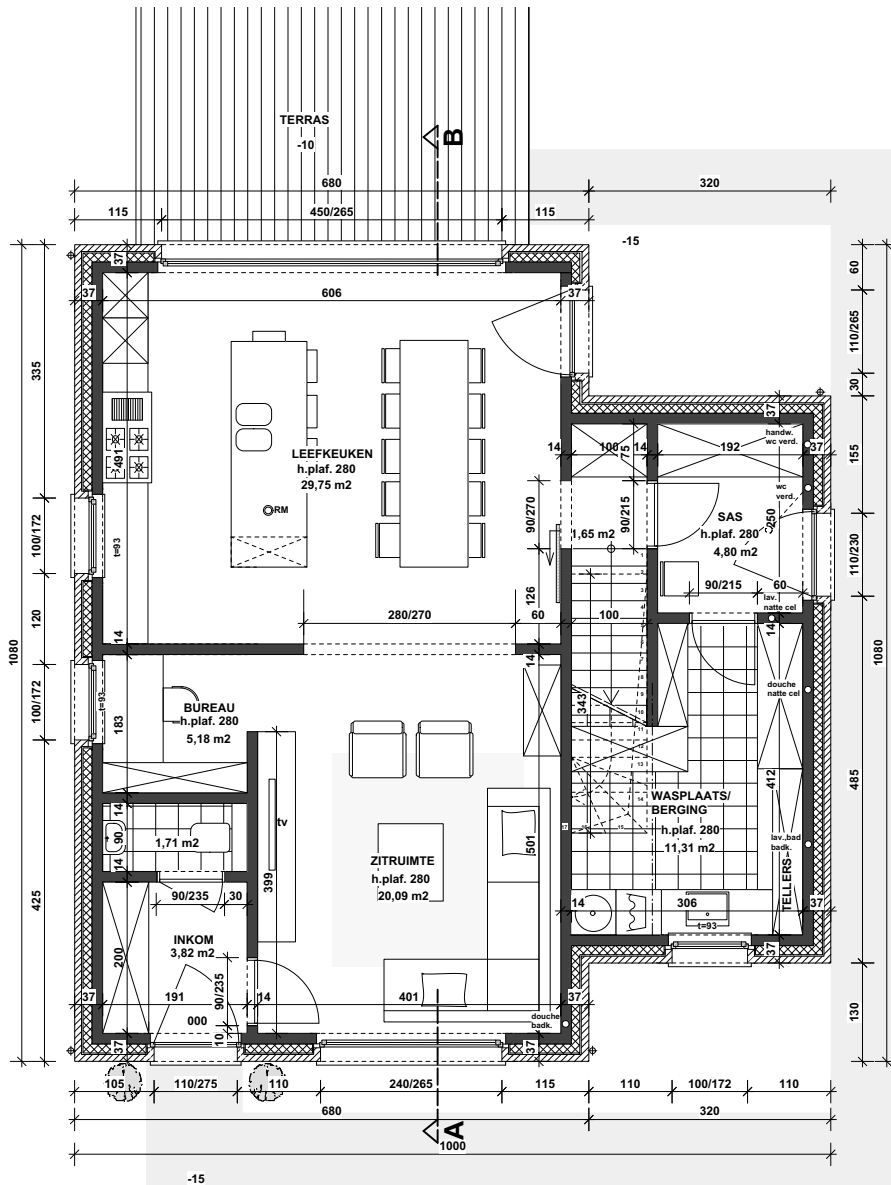 TERRAS
-10
B
680
320
115
450/265
115
-15
37
37
606
37
60
110/265
30
335
1080
37
14
100
14
192
37
75
handw.
wc verd.
155
491
LEEFKEUKEN
h.plaf. 280
29,75 m2
RM
90/270
90/215
wc
verd.
SAS
h.plaf. 280
4,80 m2
250
1,65 m2
110/230
1080
100/172
t=93
126
90/215
60
lav.
natte cel
120
280/270
60
100
14
14
14
100/172
t=93
183
BUREAU
h.plaf. 280
5,18 m2
343
douche
natte cel
485
WASPLAATS/
BERGING
h.plaf. 280
11,31 m2
412
14
90
14
1,71 m2
tv
399
ZITRUIMTE
h.plaf. 280
20,09 m2
501
lav.,bad
badk.
TELLERS
425
90/235
30
14
306
37
t=93
INKOM
3,82 m2
200
90/235
37
37
191
14
401
37
000
10
douche
badk.
130
37
37
105
110/275
110
240/265
115
110
100/172
110
680
320
A
1000
-15